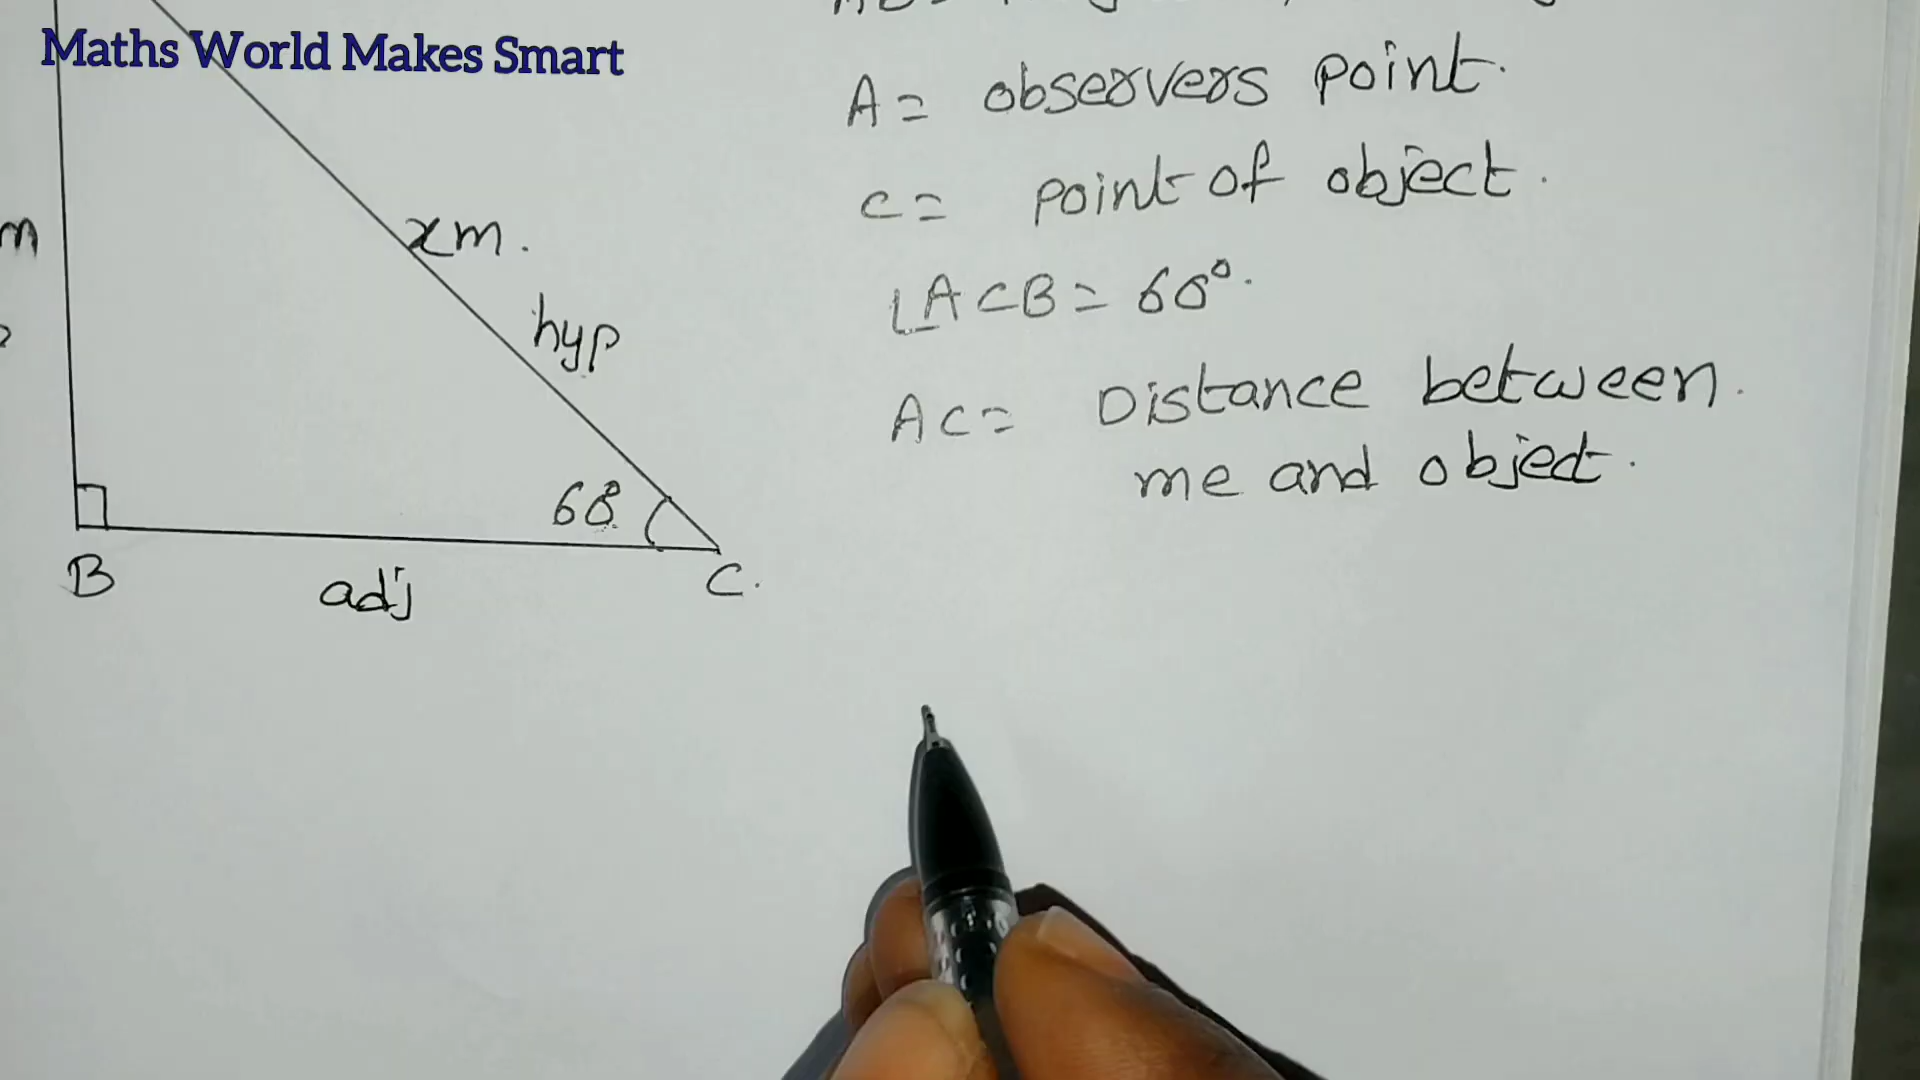 Maths World Makes Smart
A = observers point.
C = point of object.
∠ACB = 60°.
AC = Distance between
me and object.
m
xm.
hyp
60°
B
adj
C.